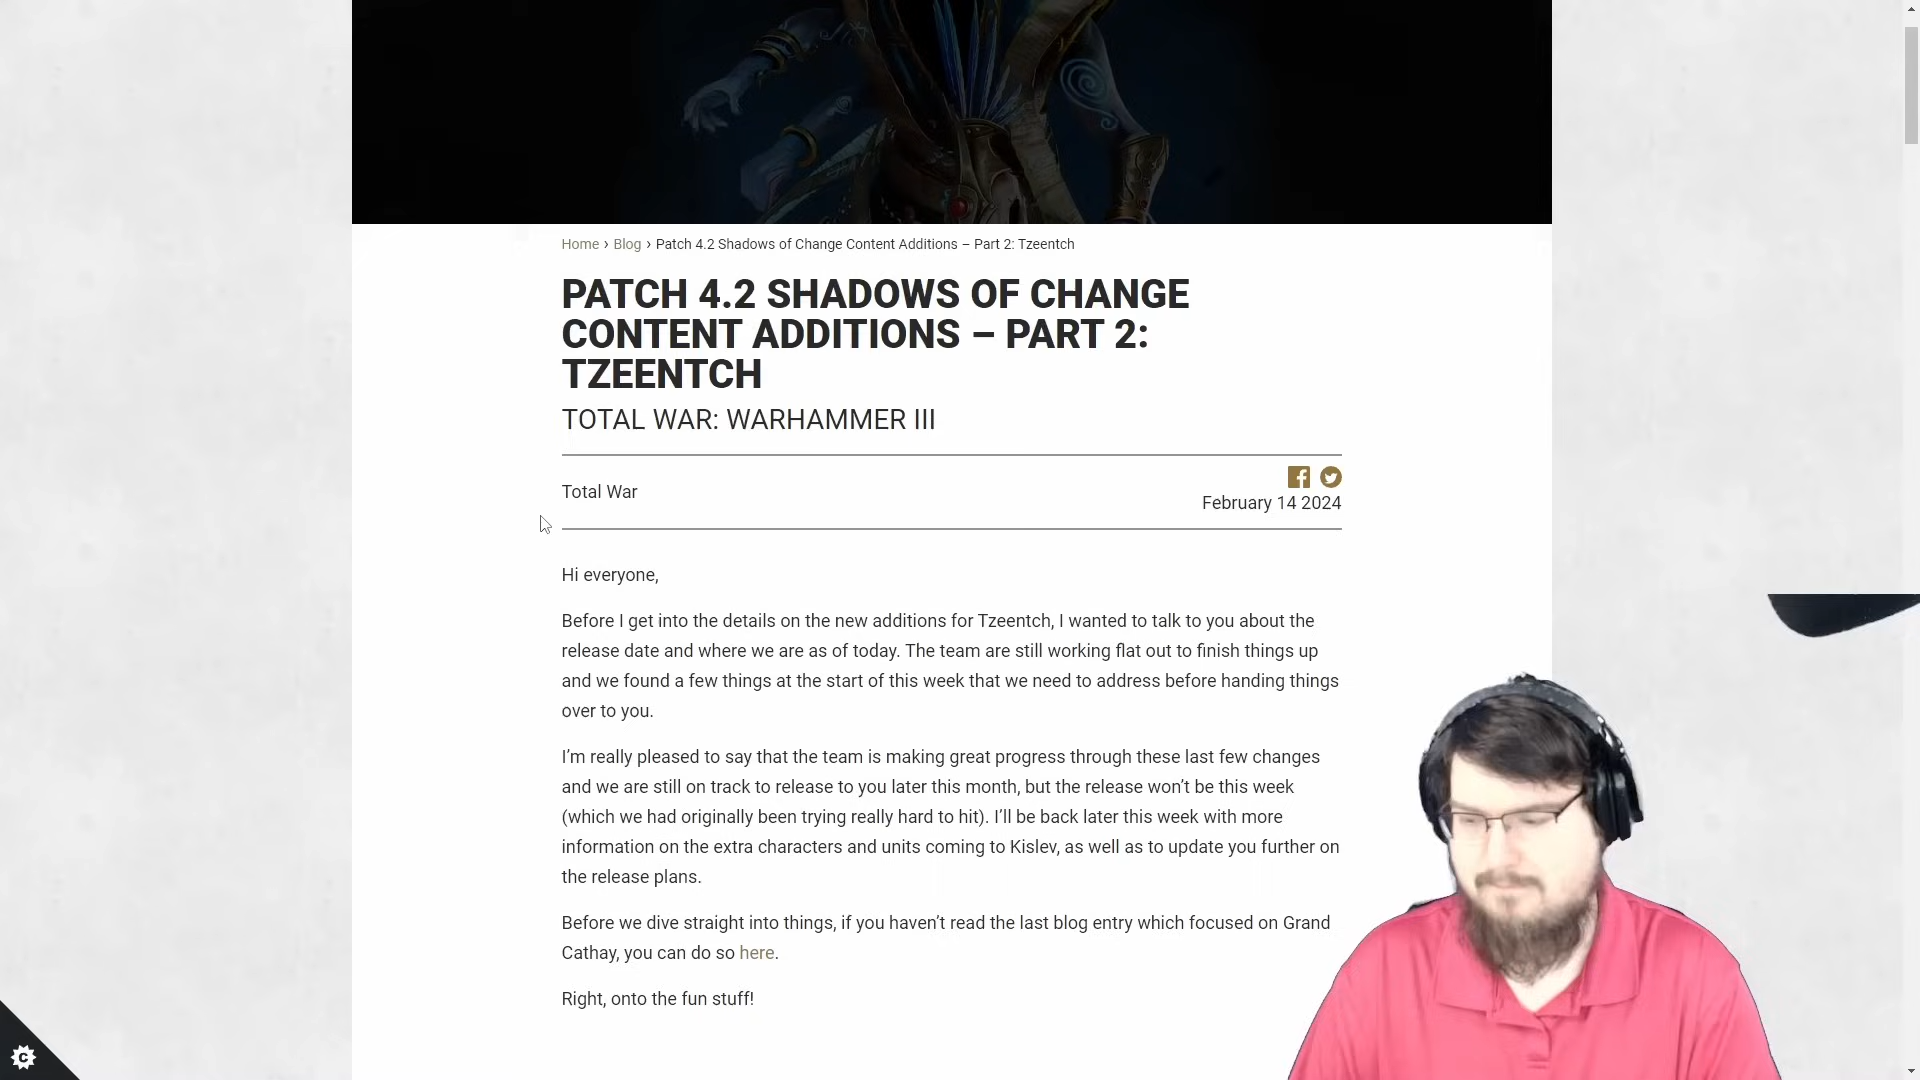 Home › Blog › Patch 4.2 Shadows of Change Content Additions – Part 2: Tzeentch
PATCH 4.2 SHADOWS OF CHANGE
CONTENT ADDITIONS – PART 2:
TZEENTCH
TOTAL WAR: WARHAMMER III
Total War
February 14 2024
Hi everyone,
Before I get into the details on the new additions for Tzeentch, I wanted to talk to you about the
release date and where we are as of today. The team are still working flat out to finish things up
and we found a few things at the start of this week that we need to address before handing things
over to you.
I’m really pleased to say that the team is making great progress through these last few changes
and we are still on track to release to you later this month, but the release won’t be this week
(which we had originally been trying really hard to hit). I’ll be back later this week with more
information on the extra characters and units coming to Kislev, as well as to update you further on
the release plans.
Before we dive straight into things, if you haven’t read the last blog entry which focused on Grand
Cathay, you can do so here.
Right, onto the fun stuff!